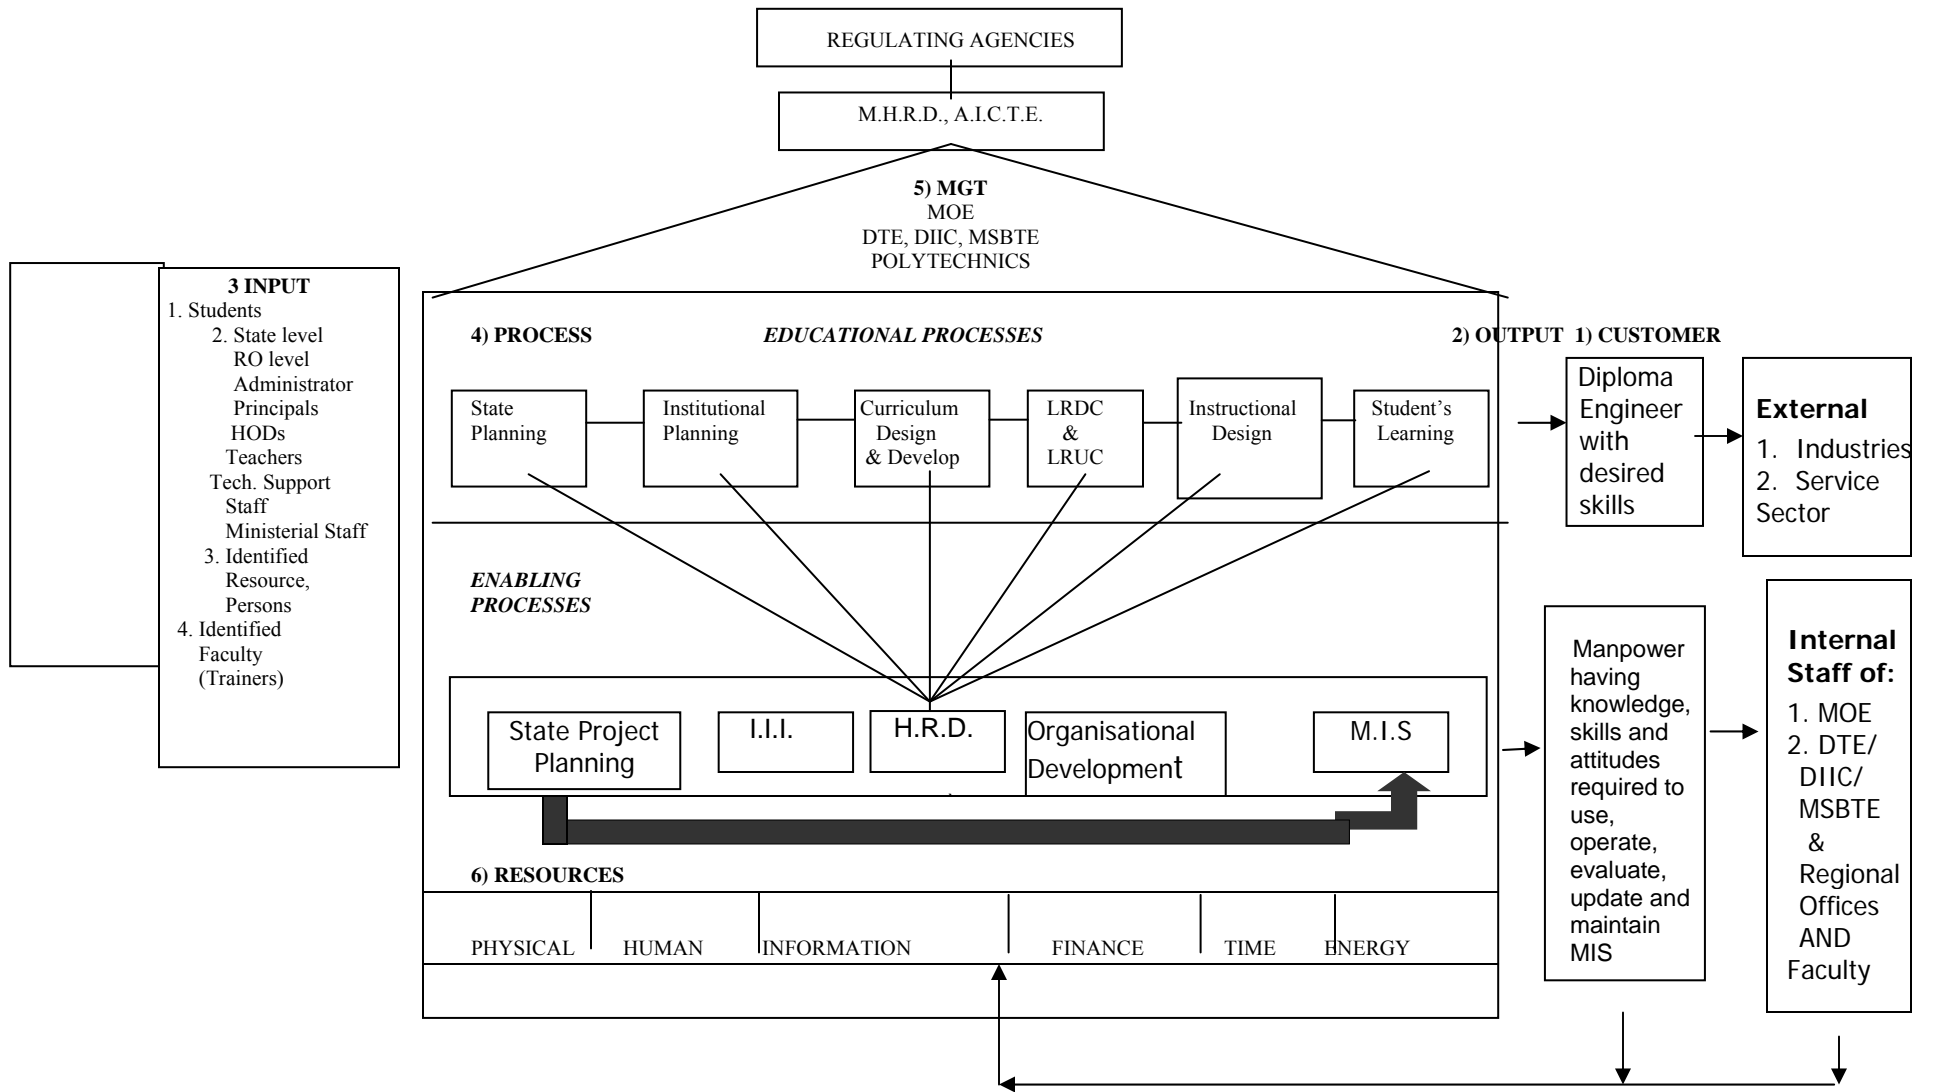 REGULATING AGENCIES
M.H.R.D., A.I.C.T.E.
5) MGT
MOE
DTE, DIIC, MSBTE
POLYTECHNICS
3 INPUT
1. Students
2. State level
RO level
Administrator
Principals
HODs
Teachers
Tech. Support
Staff
Ministerial Staff
3. Identified
Resource,
Persons
4. Identified
Faculty
(Trainers)
4) PROCESS
EDUCATIONAL PROCESSES
2) OUTPUT
1) CUSTOMER
State
Planning
Institutional
Planning
Curriculum
Design
& Develop
LRDC
&
LRUC
Instructional
Design
Student's
Learning
Diploma
Engineer
with
desired
skills
External
1. Industries
2. Service
Sector
ENABLING
PROCESSES
State Project
Planning
I.I.I.
H.R.D.
Organisational
Development
M.I.S
Manpower
having
knowledge,
skills and
attitudes
required to
use,
operate,
evaluate,
update and
maintain
MIS
Internal
Staff of:
1. MOE
2. DTE/
DIIC/
MSBTE
&
Regional
Offices
AND
Faculty
6) RESOURCES
PHYSICAL
HUMAN
INFORMATION
FINANCE
TIME
ENERGY